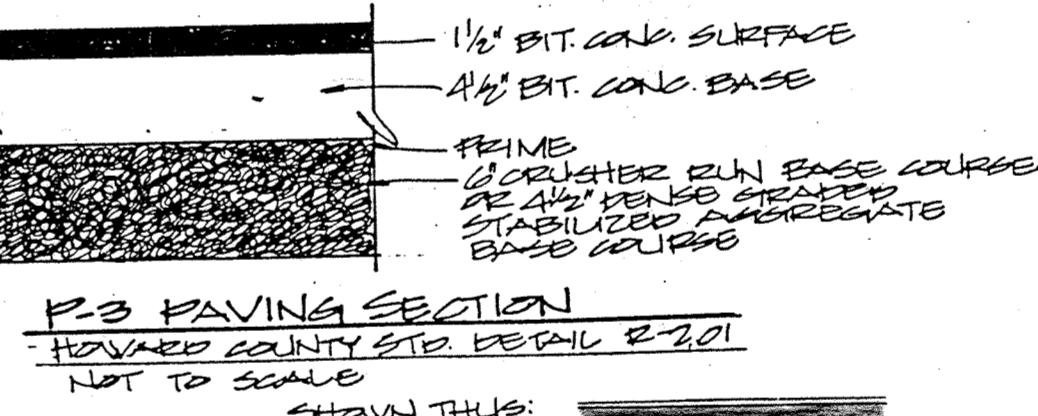 1½" BIT. CONC. SURFACE
4½" BIT. CONC. BASE
PRIME
6" CRUSHER RUN BASE COURSE
OR 4½" DENSE GRADED
STABILIZED AGGREGATE
BASE COURSE
P-3 PAVING SECTION
HOWARD COUNTY STD. DETAIL R-2.01
NOT TO SCALE
SHOWN THUS: